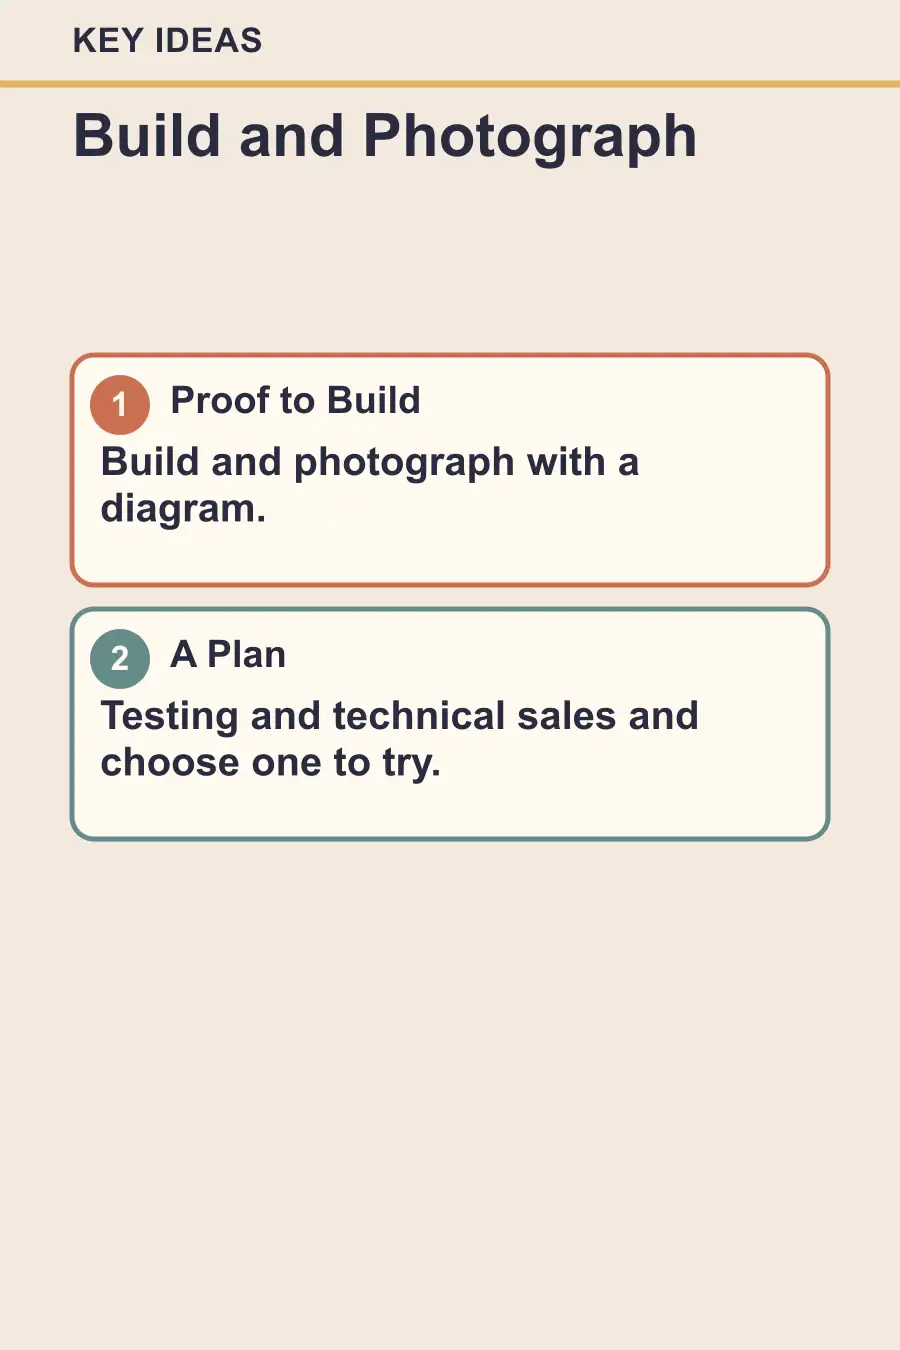 KEY IDEAS
Build and Photograph
1 Proof to Build
Build and photograph with a
diagram.
2 A Plan
Testing and technical sales and
choose one to try.